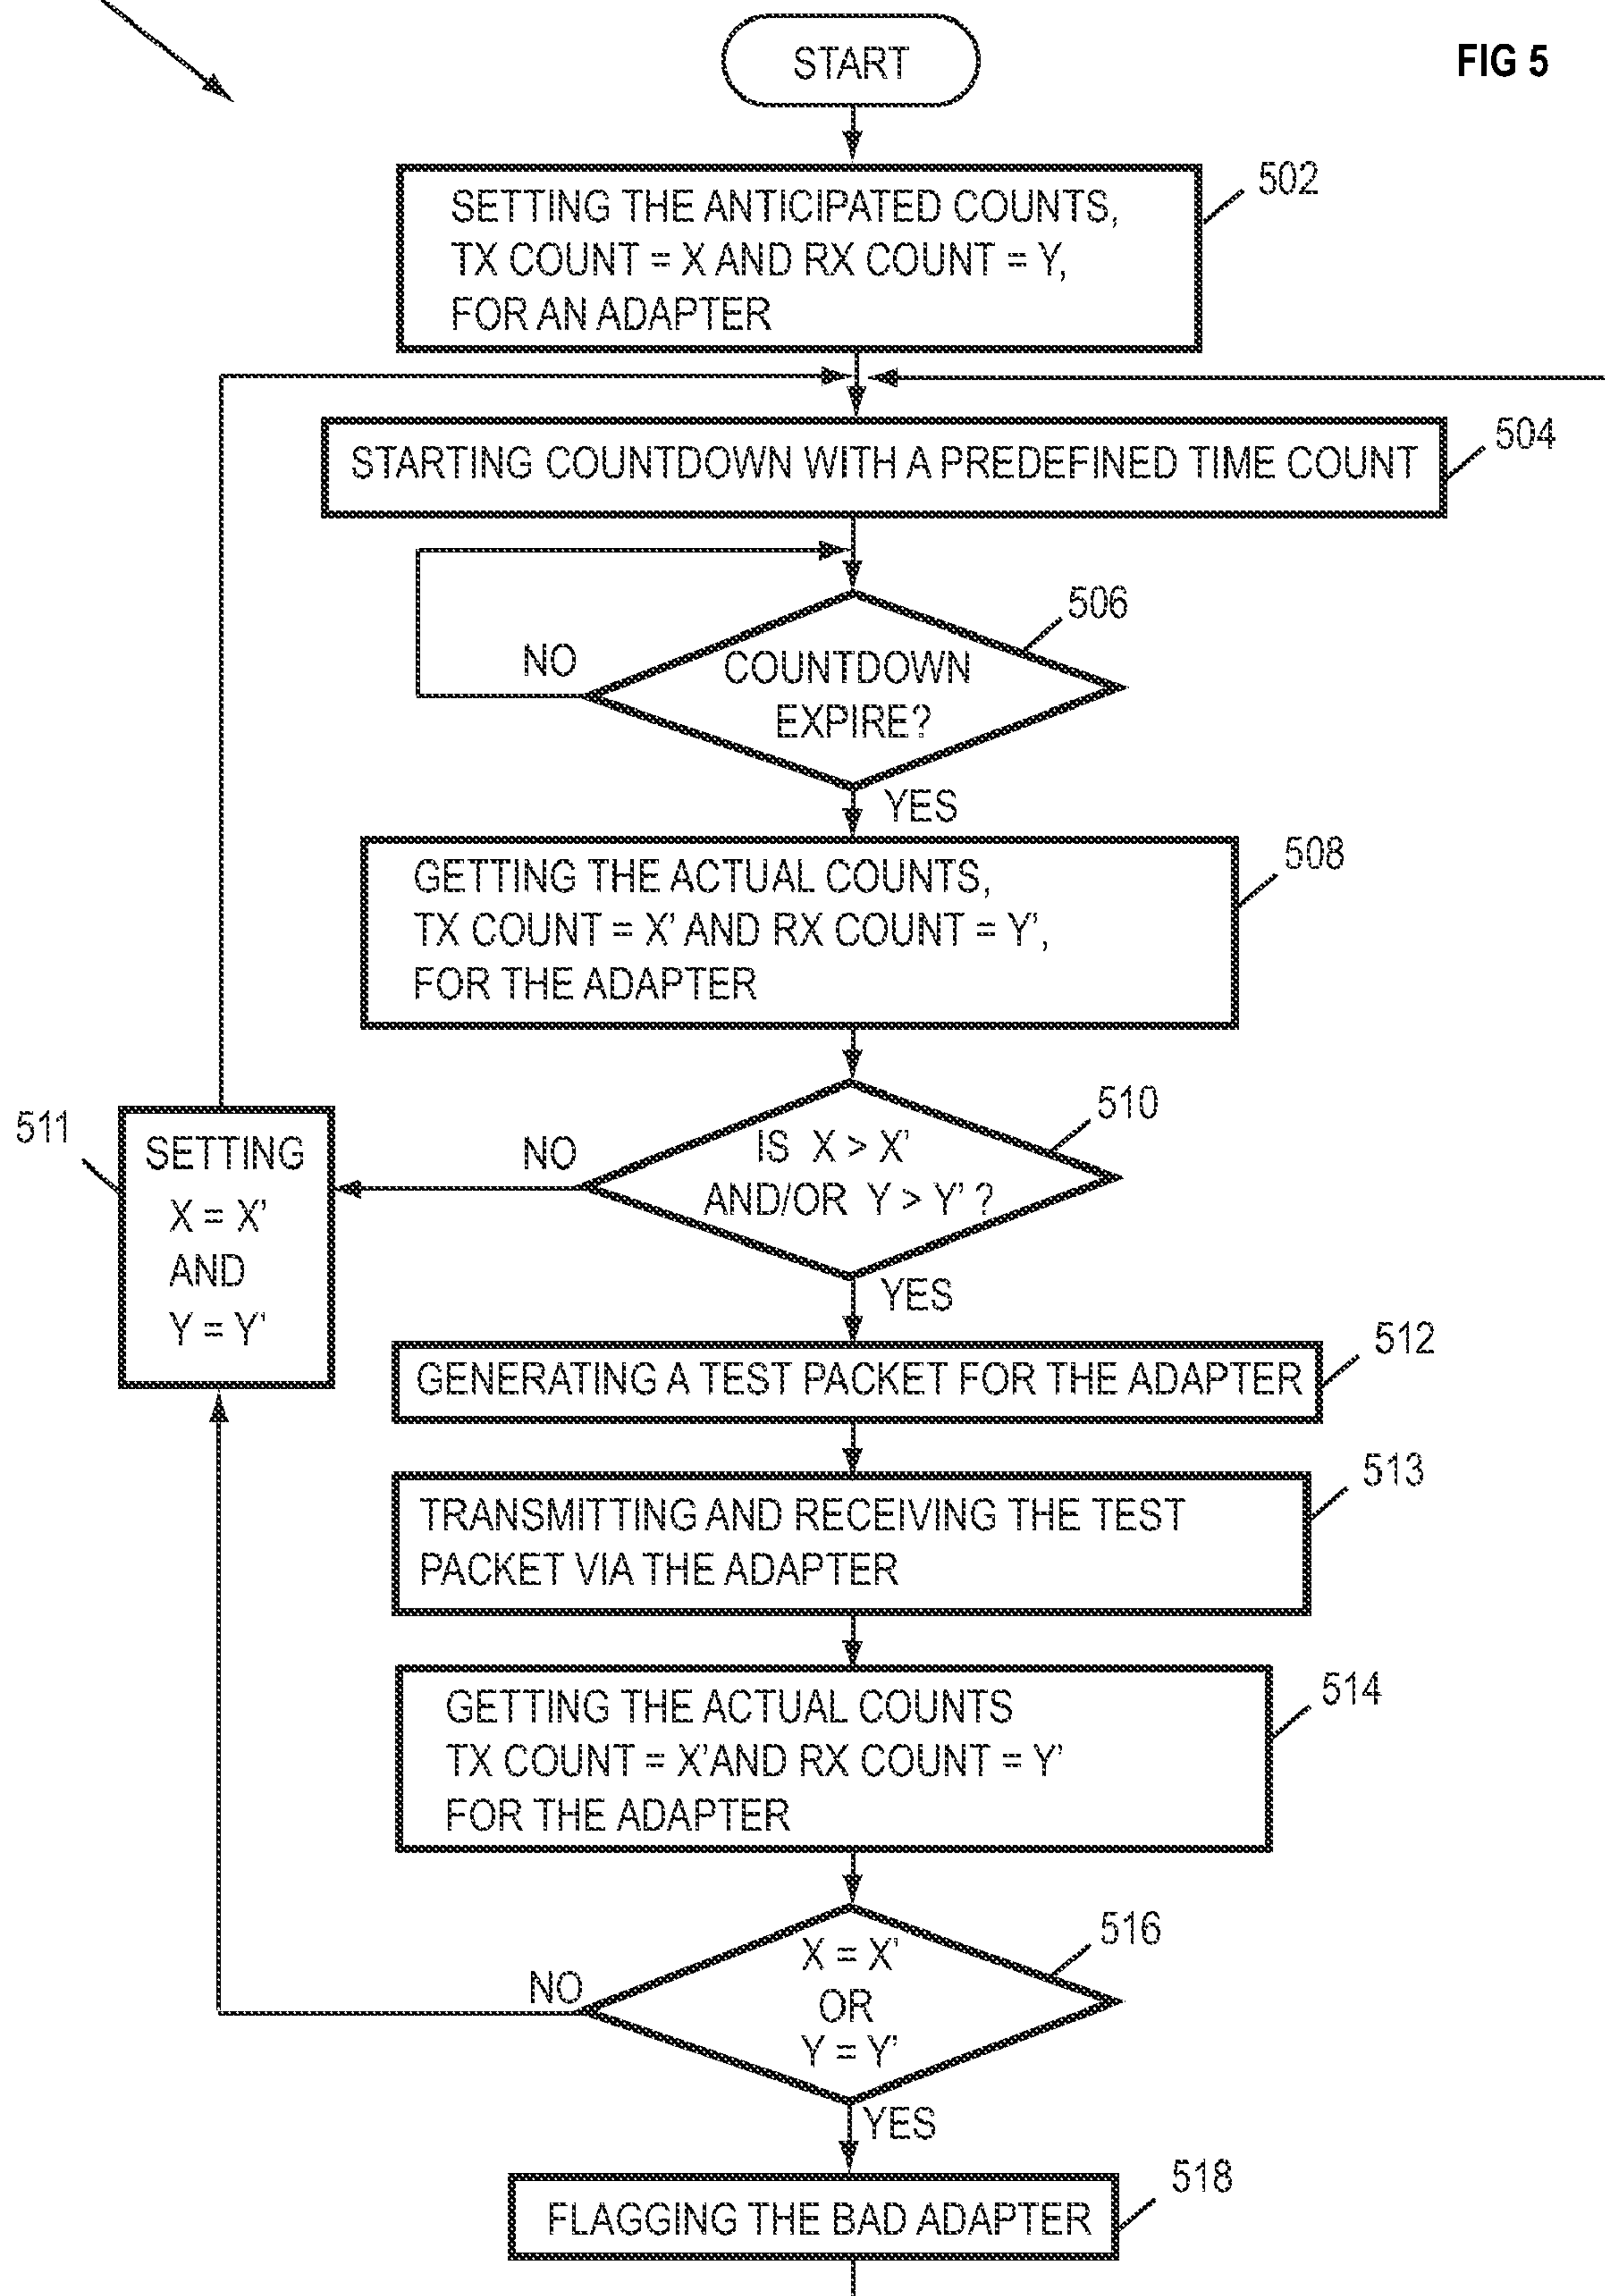 START
FIG 5
502
SETTING THE ANTICIPATED COUNTS,
TX COUNT = X AND RX COUNT = Y,
FOR AN ADAPTER
504
STARTING COUNTDOWN WITH A PREDEFINED TIME COUNT
506
NO
COUNTDOWN
EXPIRE?
YES
508
GETTING THE ACTUAL COUNTS,
TX COUNT = X' AND RX COUNT = Y',
FOR THE ADAPTER
510
511
SETTING
X = X'
AND
Y = Y'
NO
IS X > X'
AND/OR Y > Y' ?
YES
512
GENERATING A TEST PACKET FOR THE ADAPTER
513
TRANSMITTING AND RECEIVING THE TEST
PACKET VIA THE ADAPTER
514
GETTING THE ACTUAL COUNTS
TX COUNT = X'AND RX COUNT = Y'
FOR THE ADAPTER
516
NO
X = X'
OR
Y = Y'
YES
518
FLAGGING THE BAD ADAPTER